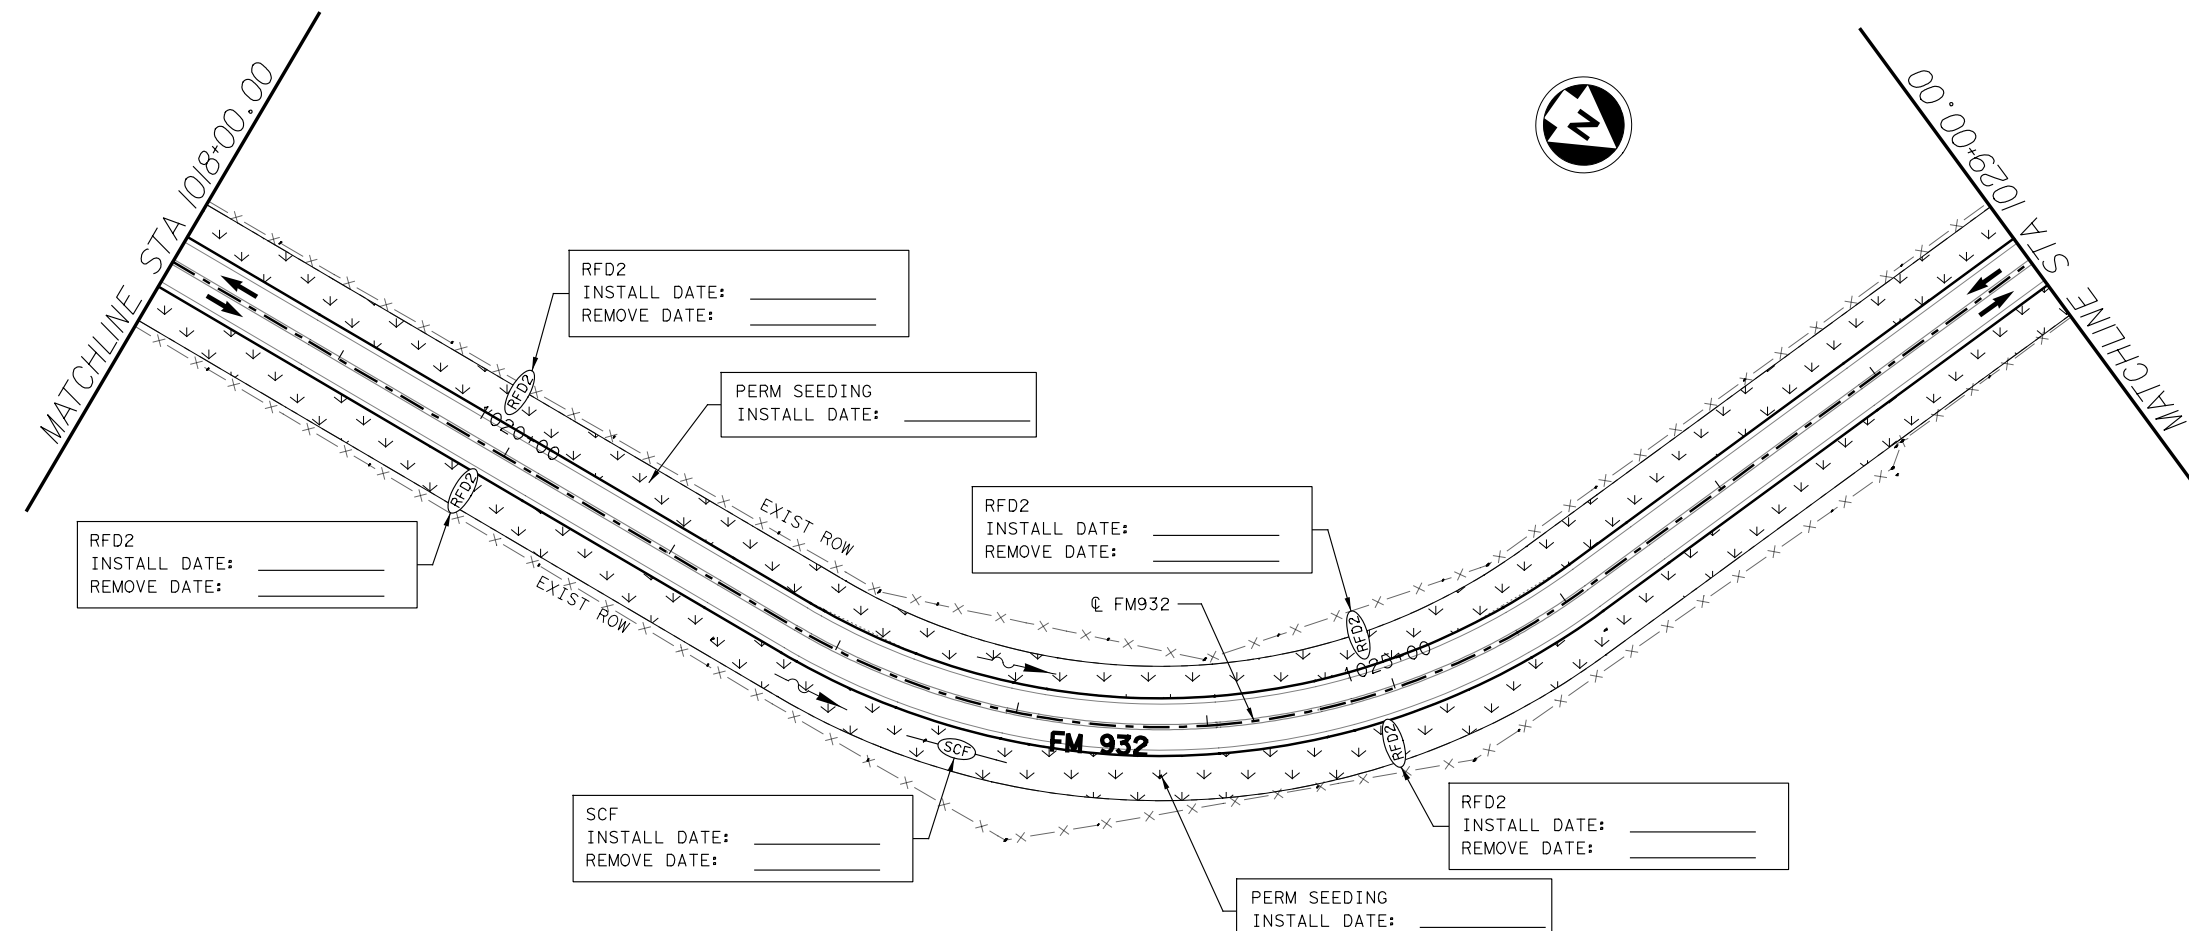 MATCHLINE STA 1018+00.00
N
MATCHLINE STA 1029+00.00
RFD2
INSTALL DATE:
REMOVE DATE:
RFD2
PERM SEEDING
INSTALL DATE:
1020+00
RFD2
RFD2
INSTALL DATE:
REMOVE DATE:
EXIST ROW
EXIST ROW
RFD2
INSTALL DATE:
REMOVE DATE:
℄ FM932
RFD2
1025+00
FM 932
SCF
RFD2
SCF
INSTALL DATE:
REMOVE DATE:
RFD2
INSTALL DATE:
REMOVE DATE:
PERM SEEDING
INSTALL DATE: